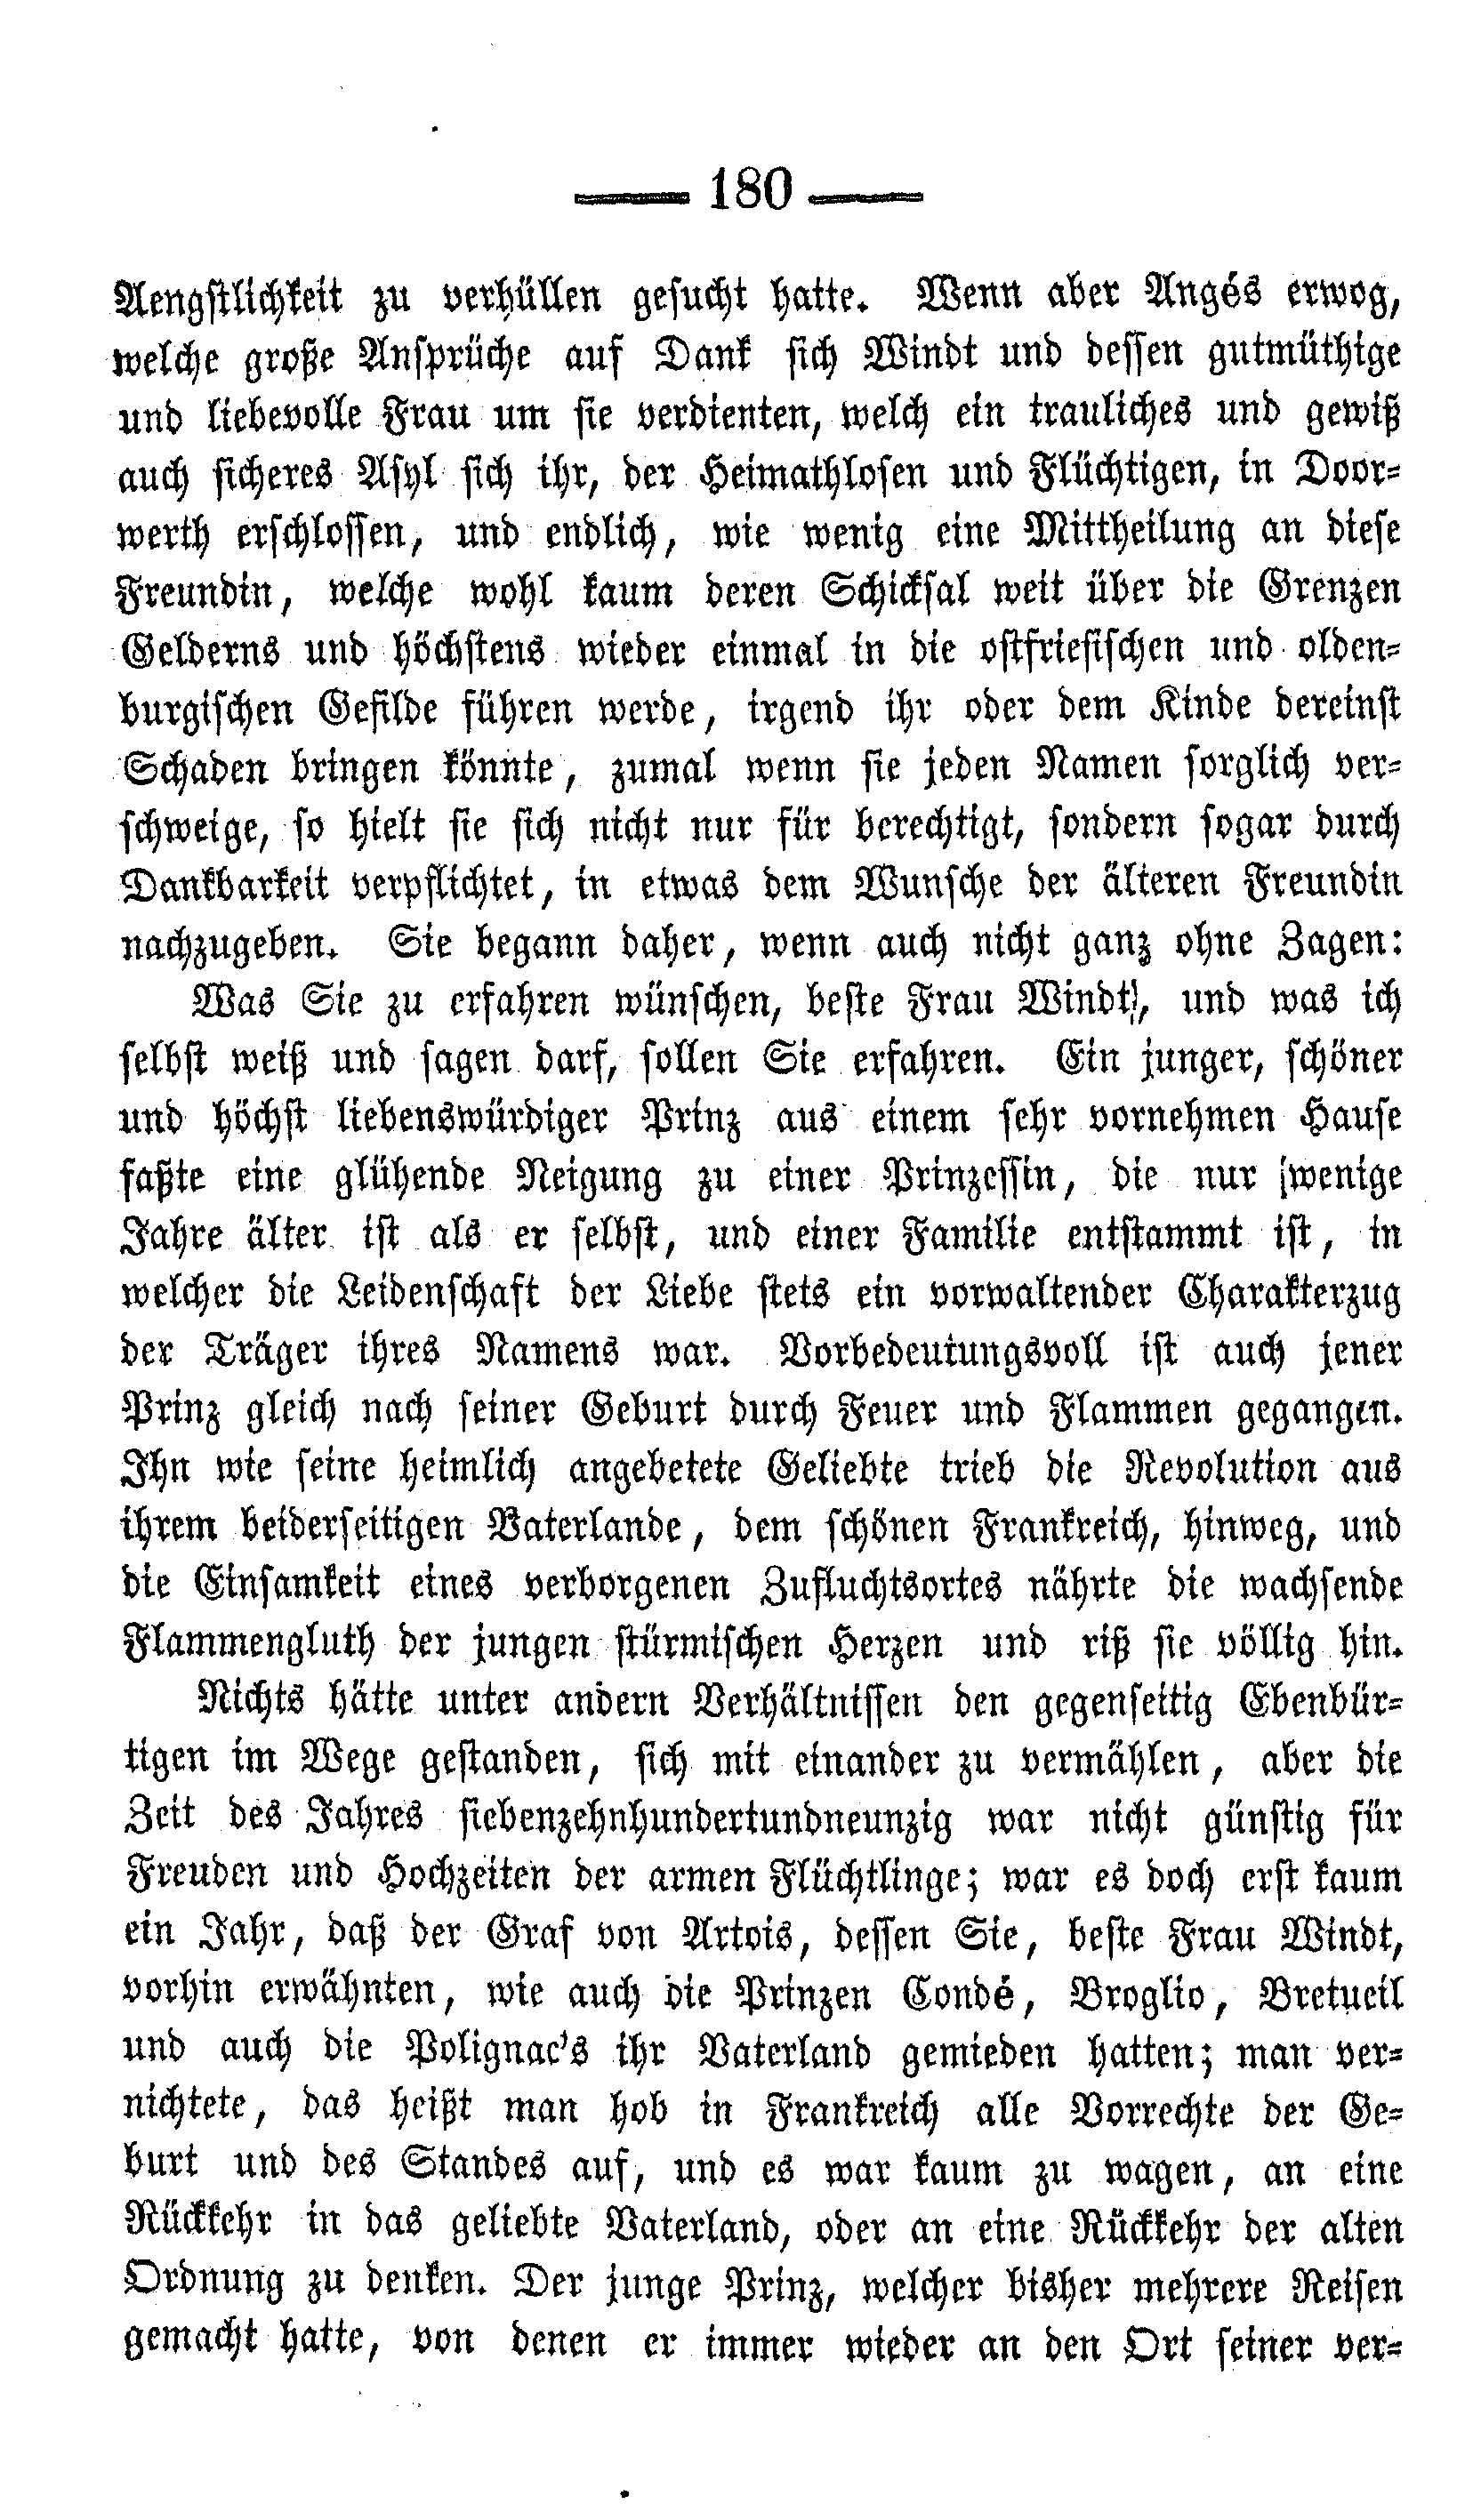 — 180 —
Aengstlichkeit zu verhüllen gesucht hatte. Wenn aber Angés erwog,
welche große Ansprüche auf Dank sich Windt und dessen gutmüthige
und liebevolle Frau um sie verdienten, welch ein trauliches und gewiß
auch sicheres Asyl sich ihr, der Heimathlosen und Flüchtigen, in Door-
werth erschlossen, und endlich, wie wenig eine Mittheilung an diese
Freundin, welche wohl kaum deren Schicksal weit über die Grenzen
Gelderns und höchstens wieder einmal in die ostfriesischen und olden-
burgischen Gefilde führen werde, irgend ihr oder dem Kinde dereinst
Schaden bringen könnte, zumal wenn sie jeden Namen sorglich ver-
schweige, so hielt sie sich nicht nur für berechtigt, sondern sogar durch
Dankbarkeit verpflichtet, in etwas dem Wunsche der älteren Freundin
nachzugeben. Sie begann daher, wenn auch nicht ganz ohne Zagen:
Was Sie zu erfahren wünschen, beste Frau Windt, und was ich
selbst weiß und sagen darf, sollen Sie erfahren. Ein junger, schöner
und höchst liebenswürdiger Prinz aus einem sehr vornehmen Hause
faßte eine glühende Neigung zu einer Prinzessin, die nur wenige
Jahre älter ist als er selbst, und einer Familie entstammt ist, in
welcher die Leidenschaft der Liebe stets ein vorwaltender Charakterzug
der Träger ihres Namens war. Vorbedeutungsvoll ist auch jener
Prinz gleich nach seiner Geburt durch Feuer und Flammen gegangen.
Ihn wie seine heimlich angebetete Geliebte trieb die Revolution aus
ihrem beiderseitigen Vaterlande, dem schönen Frankreich, hinweg, und
die Einsamkeit eines verborgenen Zufluchtsortes nährte die wachsende
Flammengluth der jungen stürmischen Herzen und riß sie völlig hin.
Nichts hätte unter andern Verhältnissen den gegenseitig Ebenbür-
tigen im Wege gestanden, sich mit einander zu vermählen, aber die
Zeit des Jahres siebenzehnhundertundneunzig war nicht günstig für
Freuden und Hochzeiten der armen Flüchtlinge; war es doch erst kaum
ein Jahr, daß der Graf von Artois, dessen Sie, beste Frau Windt,
vorhin erwähnten, wie auch die Prinzen Condé, Broglio, Bretueil
und auch die Polignac's ihr Vaterland gemieden hatten; man ver-
nichtete, das heißt man hob in Frankreich alle Vorrechte der Ge-
burt und des Standes auf, und es war kaum zu wagen, an eine
Rückkehr in das geliebte Vaterland, oder an eine Rückkehr der alten
Ordnung zu denken. Der junge Prinz, welcher bisher mehrere Reisen
gemacht hatte, von denen er immer wieder an den Ort seiner ver-